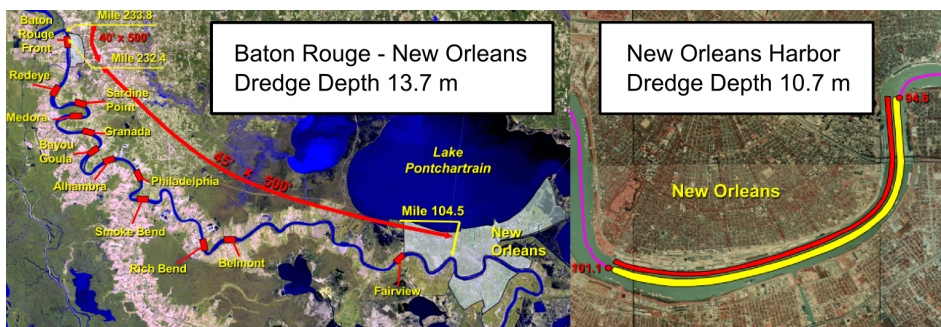 Baton
Rouge
Front
Mile 233.8
40' x 500'
Mile 232.4
Baton Rouge - New Orleans
Dredge Depth 13.7 m
Redeye
Sardine
Point
Medora
Granada
Bayou
Goula
Alhambra
Philadelphia
Smoke Bend
Rich Bend
Belmont
Fairview
45' x 500'
Lake
Pontchartrain
Mile 104.5
New
Orleans
New Orleans Harbor
Dredge Depth 10.7 m
94.6
New Orleans
101.1